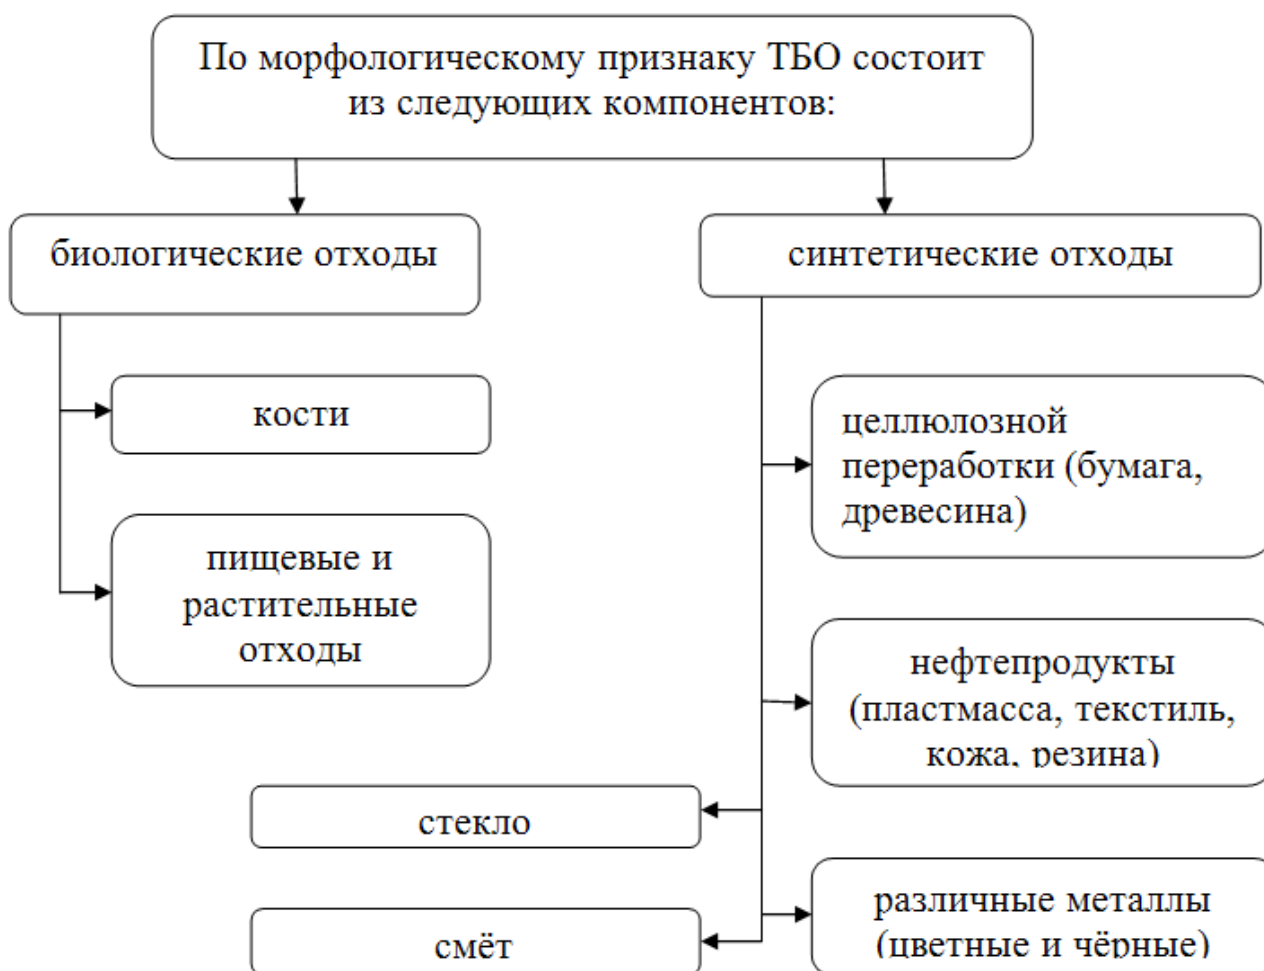 По морфологическому признаку ТБО состоит
из следующих компонентов:
биологические отходы
синтетические отходы
кости
пищевые и
растительные
отходы
целлюлозной
переработки (бумага,
древесина)
нефтепродукты
(пластмасса, текстиль,
кожа, резина)
стекло
различные металлы
(цветные и чёрные)
смёт